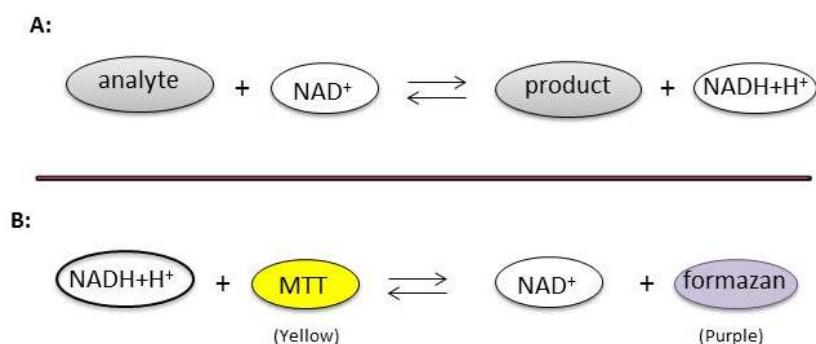 A:
analyte + NAD⁺ product + NADH+H⁺
B:
NADH+H⁺ + MTT NAD⁺ + formazan
(Yellow) (Purple)